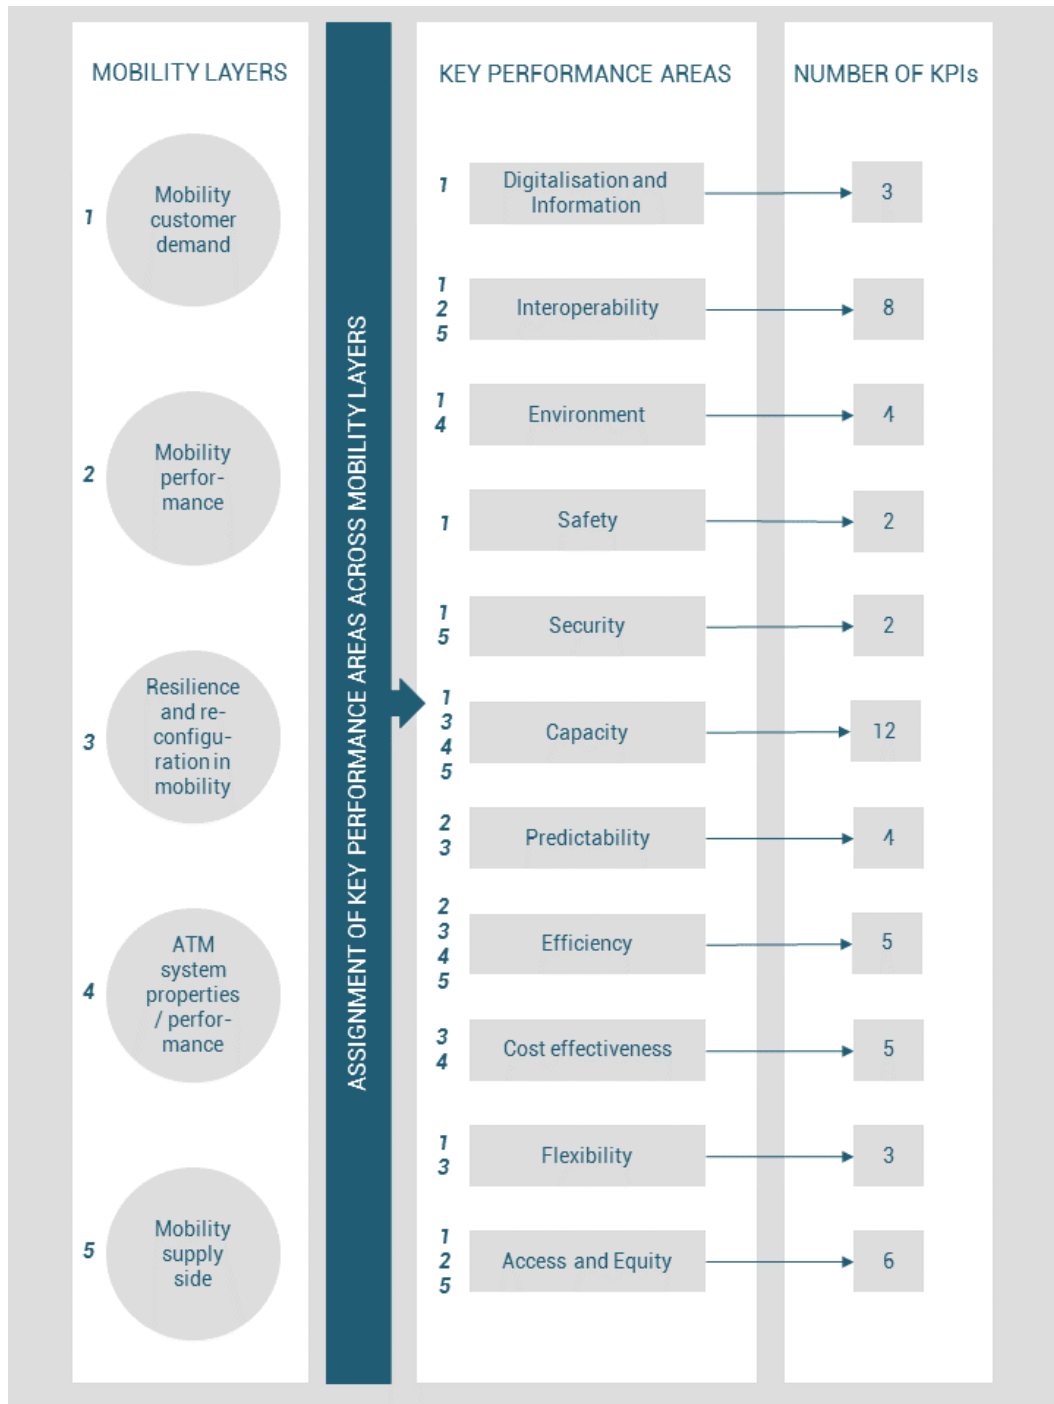 MOBILITY LAYERS
1
Mobility
customer
demand
2
Mobility
perfor-
mance
3
Resilience
and re-
configu-
ration in
mobility
4
ATM
system
properties
/ perfor-
mance
5
Mobility
supply
side
ASSIGNMENT OF KEY PERFORMANCE AREAS ACROSS MOBILITY LAYERS
KEY PERFORMANCE AREAS
NUMBER OF KPIs
1
Digitalisation and
Information
3
1
2
5
Interoperability
8
1
4
Environment
4
1
Safety
2
1
5
Security
2
1
3
4
5
Capacity
12
2
3
Predictability
4
2
3
4
5
Efficiency
5
3
4
Cost effectiveness
5
1
3
Flexibility
3
1
2
5
Access and Equity
6